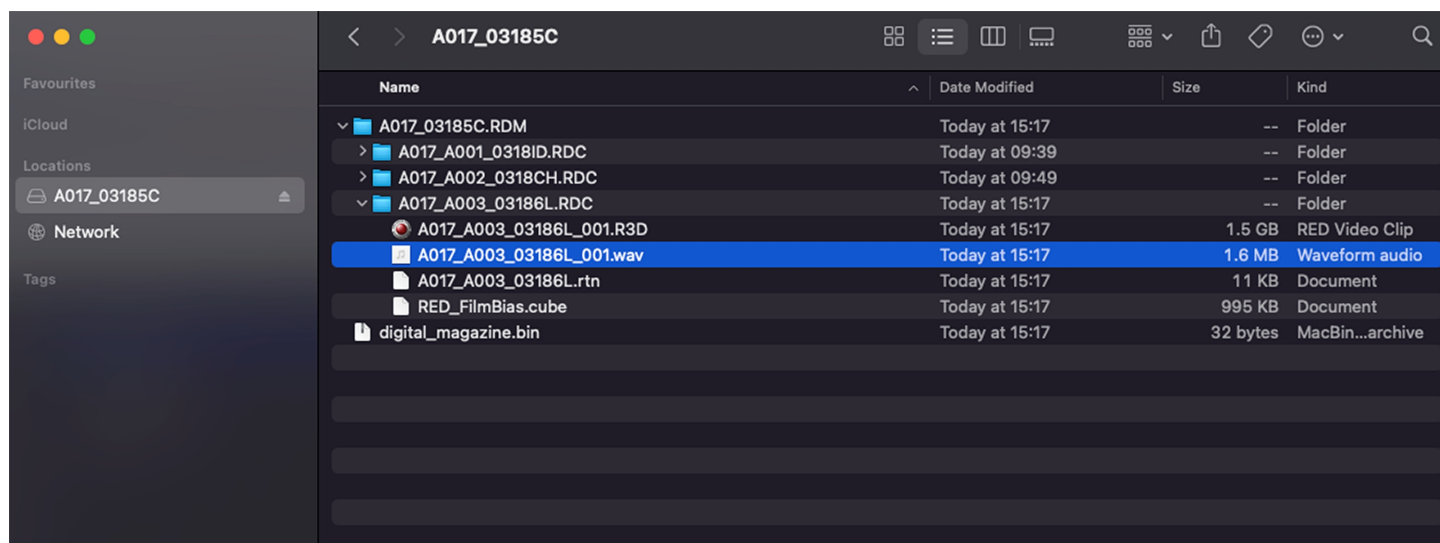 A017_03185C
Favourites
iCloud
Locations
A017_03185C
Network
Tags
Name Date Modified Size Kind
A017_03185C.RDM Today at 15:17 -- Folder
A017_A001_0318ID.RDC Today at 09:39 -- Folder
A017_A002_0318CH.RDC Today at 09:49 -- Folder
A017_A003_03186L.RDC Today at 15:17 -- Folder
A017_A003_03186L_001.R3D Today at 15:17 1.5 GB RED Video Clip
A017_A003_03186L_001.wav Today at 15:17 1.6 MB Waveform audio
A017_A003_03186L.rtn Today at 15:17 11 KB Document
RED_FilmBias.cube Today at 15:17 995 KB Document
digital_magazine.bin Today at 15:17 32 bytes MacBin...archive